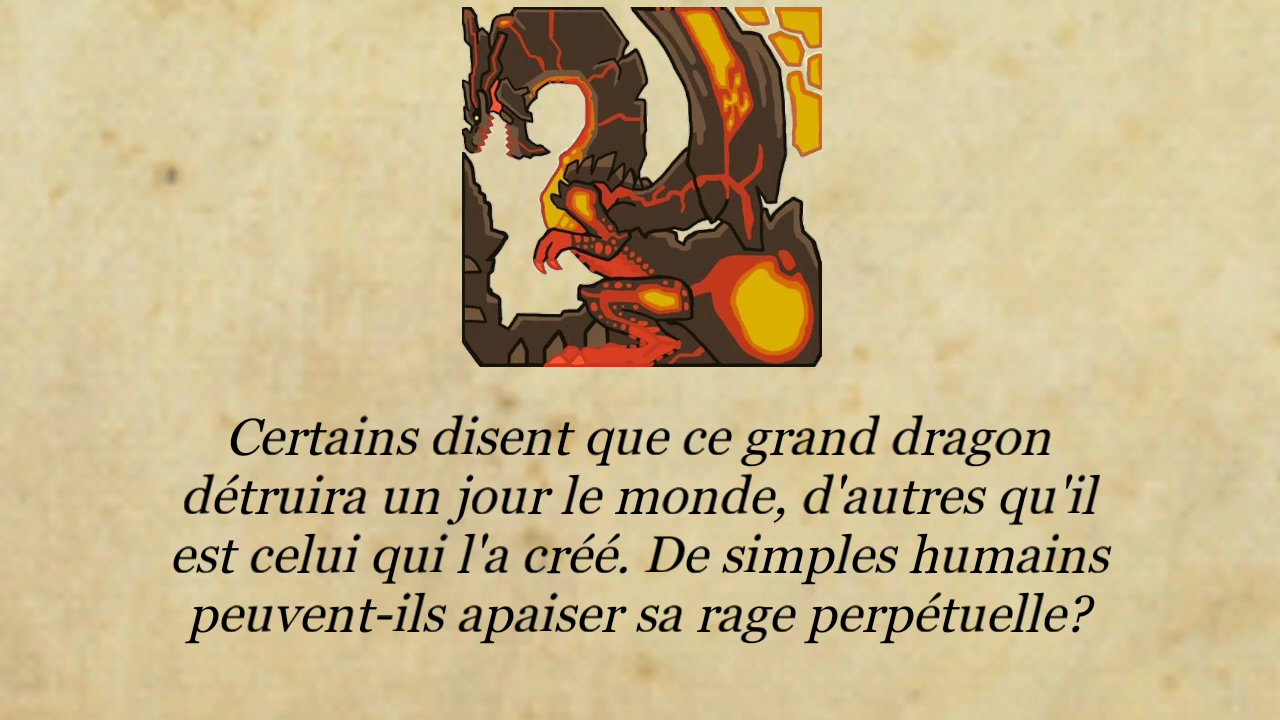 Certains disent que ce grand dragon
détruira un jour le monde, d'autres qu'il
est celui qui l'a créé. De simples humains
peuvent-ils apaiser sa rage perpétuelle?